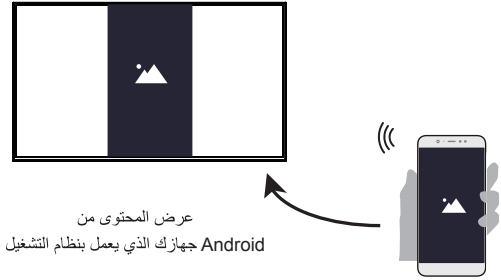 عرض المحتوى من
جهازك الذي يعمل بنظام التشغيل Android